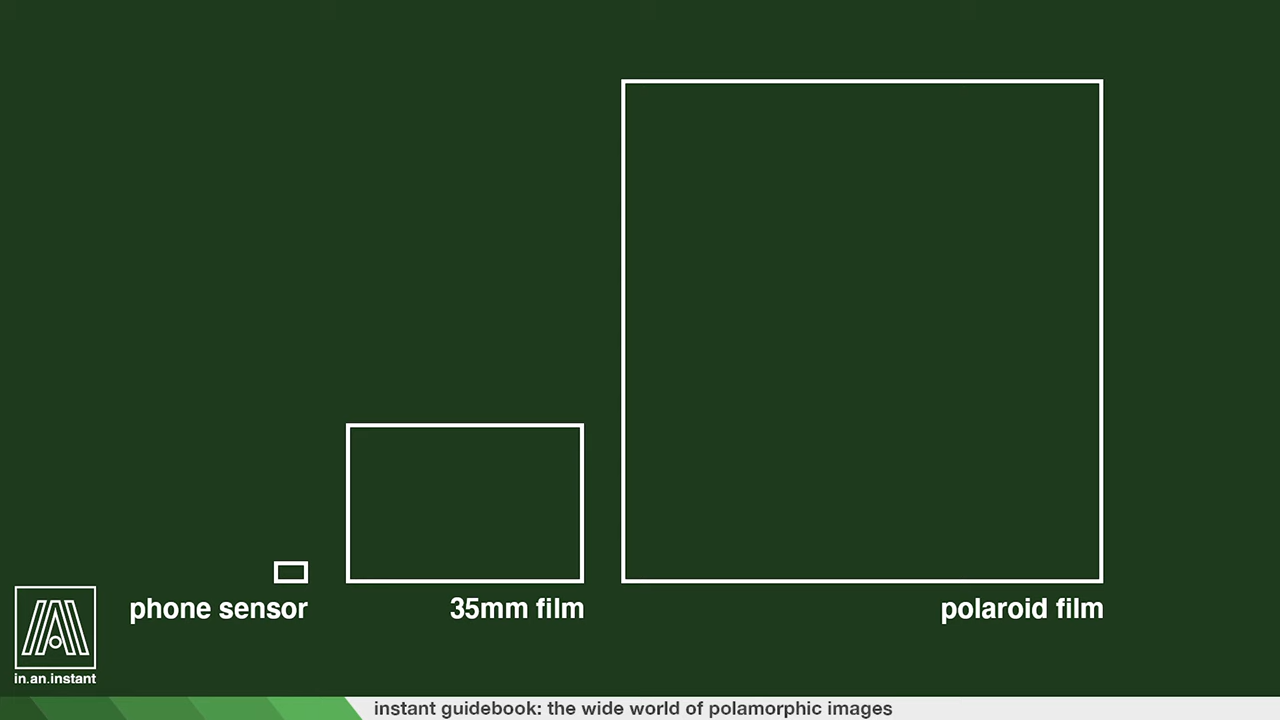 phone sensor
35mm film
polaroid film
in.an.instant
instant guidebook: the wide world of polamorphic images